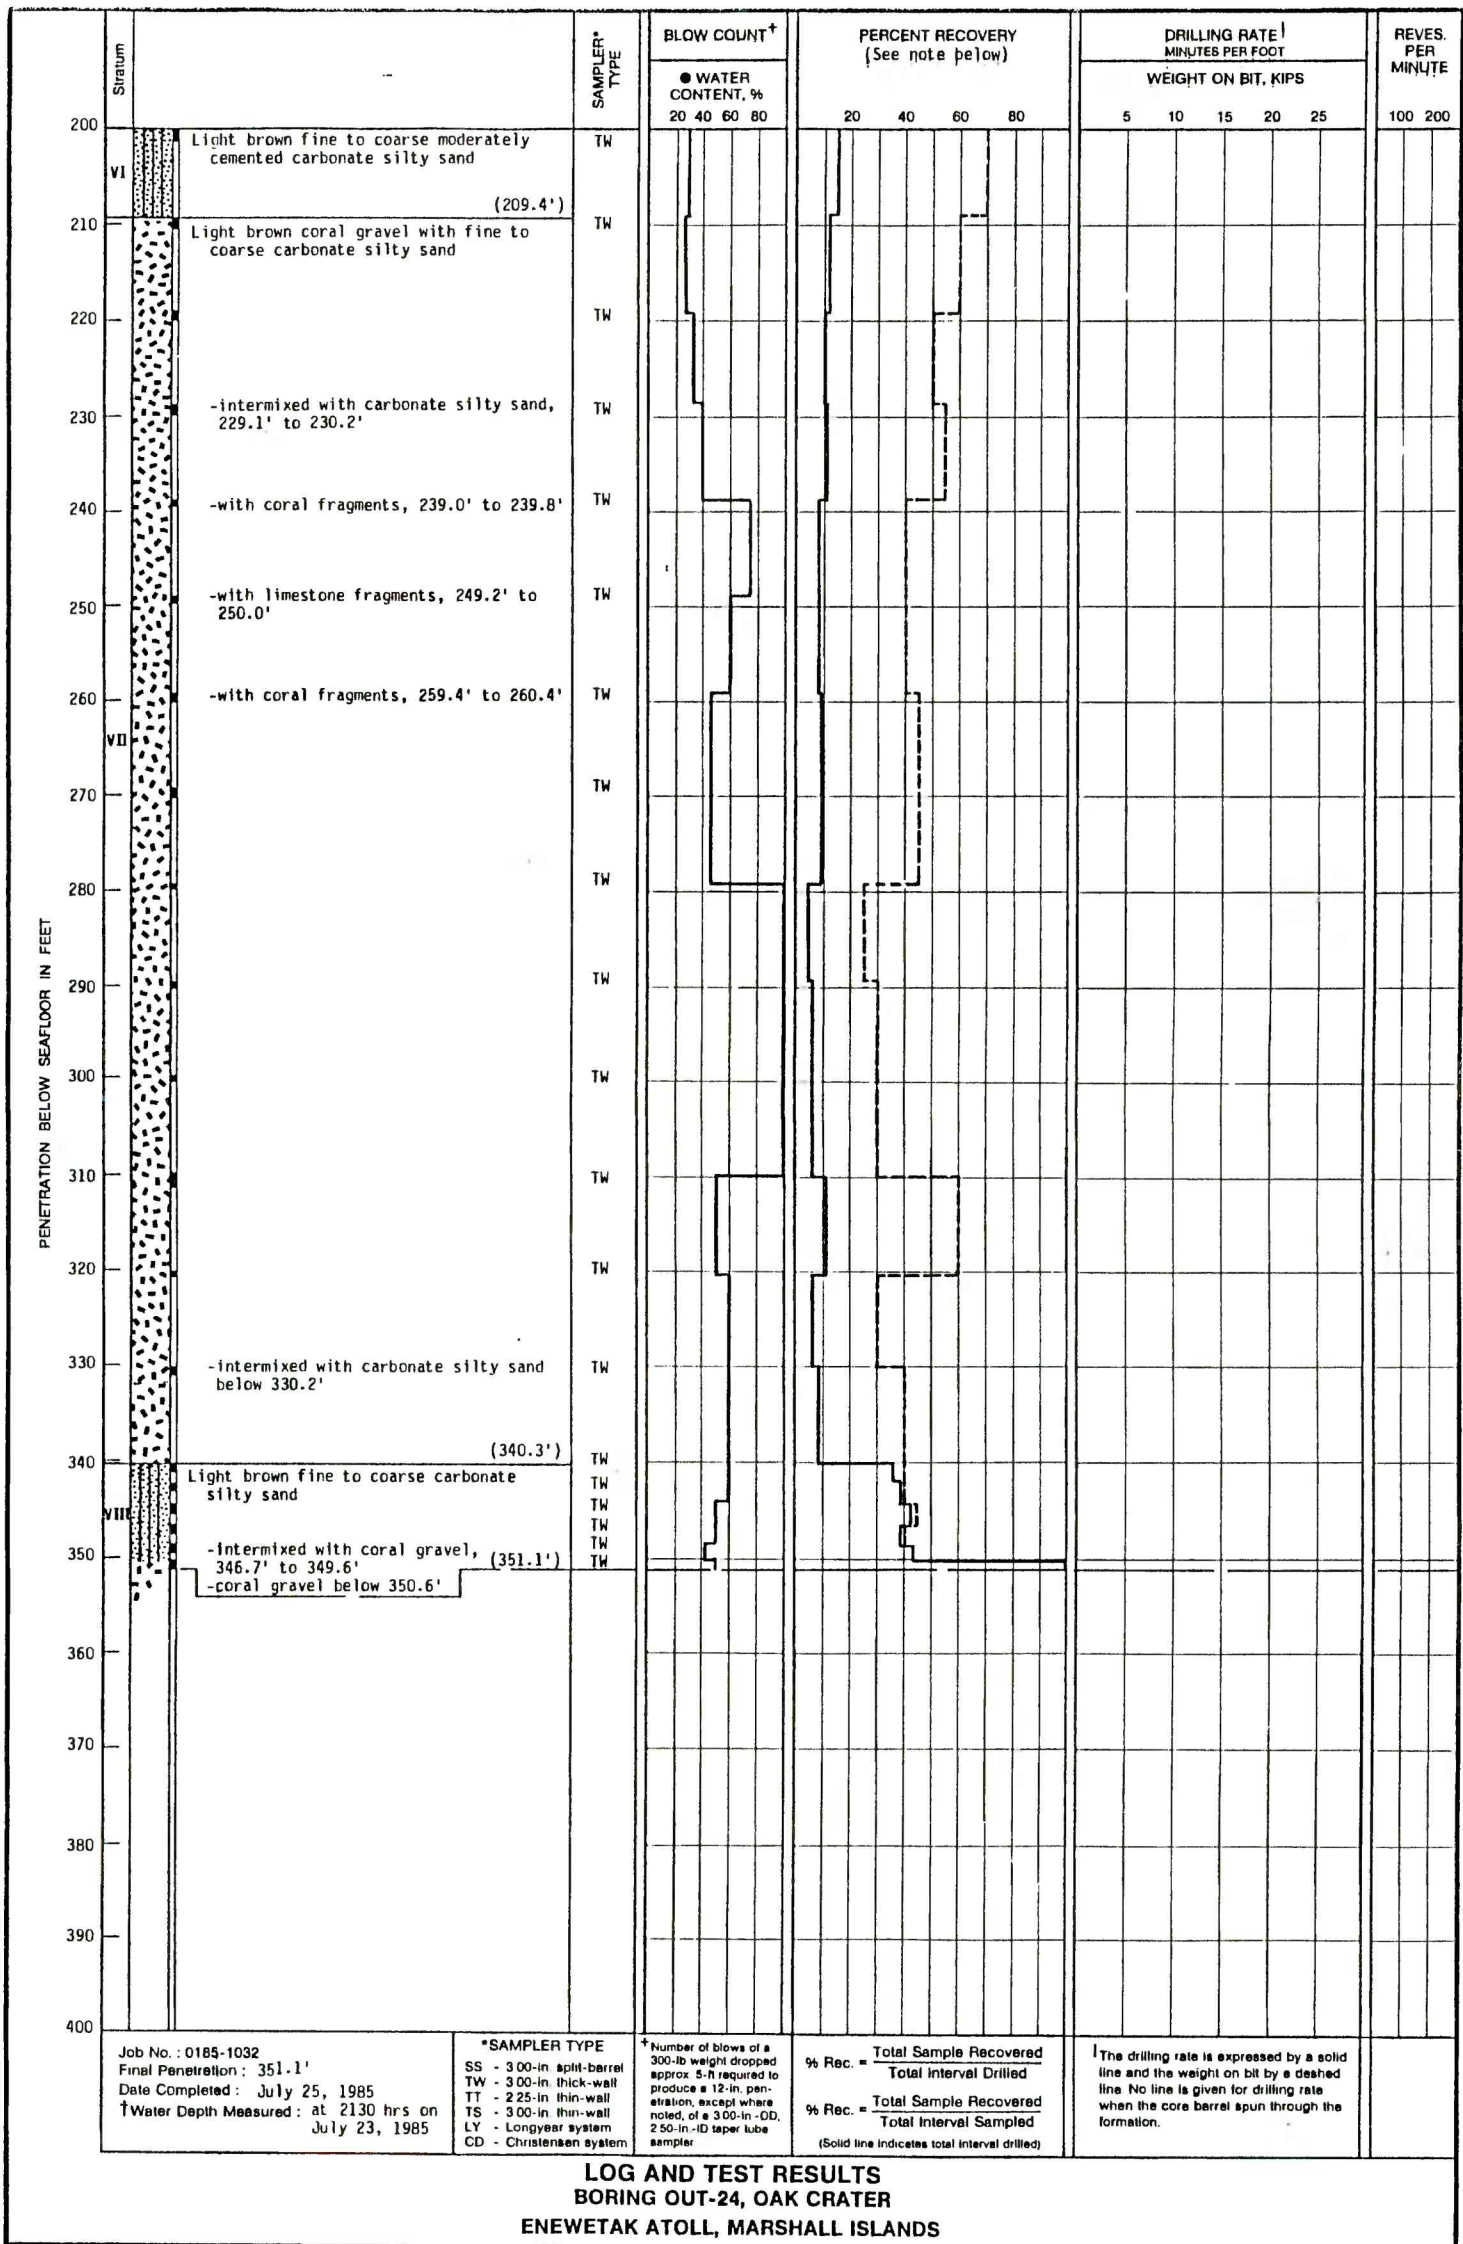 Stratum
SAMPLER*
TYPE
BLOW COUNT+
● WATER
CONTENT, %
20 40 60 80
PERCENT RECOVERY
(See note below)
20 40 60 80
DRILLING RATE
MINUTES PER FOOT
WEIGHT ON BIT, KIPS
5 10 15 20 25
REVES.
PER
MINUTE
100 200
PENETRATION BELOW SEAFLOOR IN FEET
200
VI
Light brown fine to coarse moderately
cemented carbonate silty sand
TW
(209.4')
210
Light brown coral gravel with fine to
coarse carbonate silty sand
TW
220
TW
230
-intermixed with carbonate silty sand,
229.1' to 230.2'
TW
240
-with coral fragments, 239.0' to 239.8'
TW
250
-with limestone fragments, 249.2' to
250.0'
TW
260
-with coral fragments, 259.4' to 260.4'
TW
VII
270
TW
280
TW
290
TW
300
TW
310
TW
320
TW
330
-intermixed with carbonate silty sand
below 330.2'
TW
(340.3')
340
TW
Light brown fine to coarse carbonate
silty sand
TW
TW
VIII
TW
-intermixed with coral gravel,
346.7' to 349.6'
TW
350
(351.1')
TW
-coral gravel below 350.6'
360
370
380
390
400
Job No. : 0185-1032
Final Penetration : 351.1'
Date Completed : July 25, 1985
†Water Depth Measured : at 2130 hrs on
July 23, 1985
*SAMPLER TYPE
SS - 3 00-in split-barrel
TW - 3 00-in thick-wall
TT - 2 25-in thin-wall
TS - 3 00-in thin-wall
LY - Longyear system
CD - Christensen system
+Number of blows of a
300-lb weight dropped
approx 5-ft required to
produce a 12-in. pen-
etration, except where
noted, of a 3 00-in -OD,
2 50-in -ID taper tube
sampler
% Rec. = Total Sample Recovered
Total Interval Drilled
% Rec. = Total Sample Recovered
Total Interval Sampled
(Solid line indicates total interval drilled)
The drilling rate is expressed by a solid
line and the weight on bit by a dashed
line No line is given for drilling rate
when the core barrel spun through the
formation.
LOG AND TEST RESULTS
BORING OUT-24, OAK CRATER
ENEWETAK ATOLL, MARSHALL ISLANDS